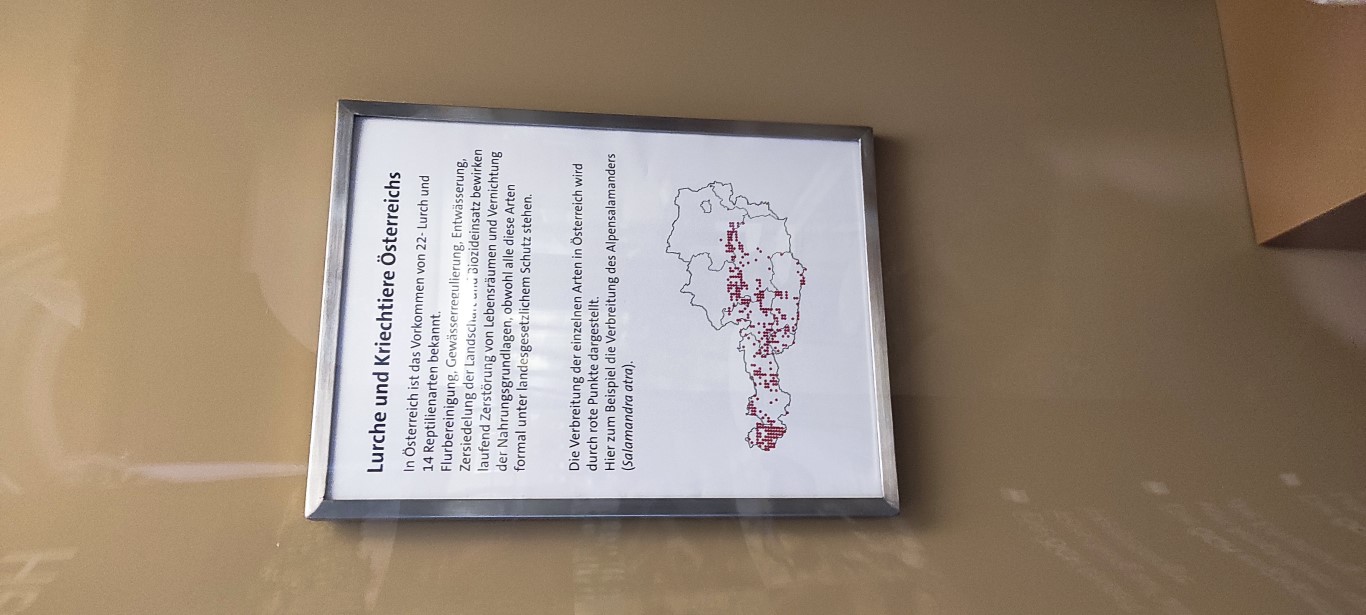 Lurche und Kriechtiere Österreichs
In Österreich ist das Vorkommen von 22- Lurch und
14 Reptilienarten bekannt.
Flurbereinigung, Gewässerregulierung, Entwässerung,
Zersiedelung der Landschaft und Biozideinsatz bewirken
laufend Zerstörung von Lebensräumen und Vernichtung
der Nahrungsgrundlagen, obwohl alle diese Arten
formal unter landesgesetzlichem Schutz stehen.
Die Verbreitung der einzelnen Arten in Österreich wird
durch rote Punkte dargestellt.
Hier zum Beispiel die Verbreitung des Alpensalamanders
(Salamandra atra).